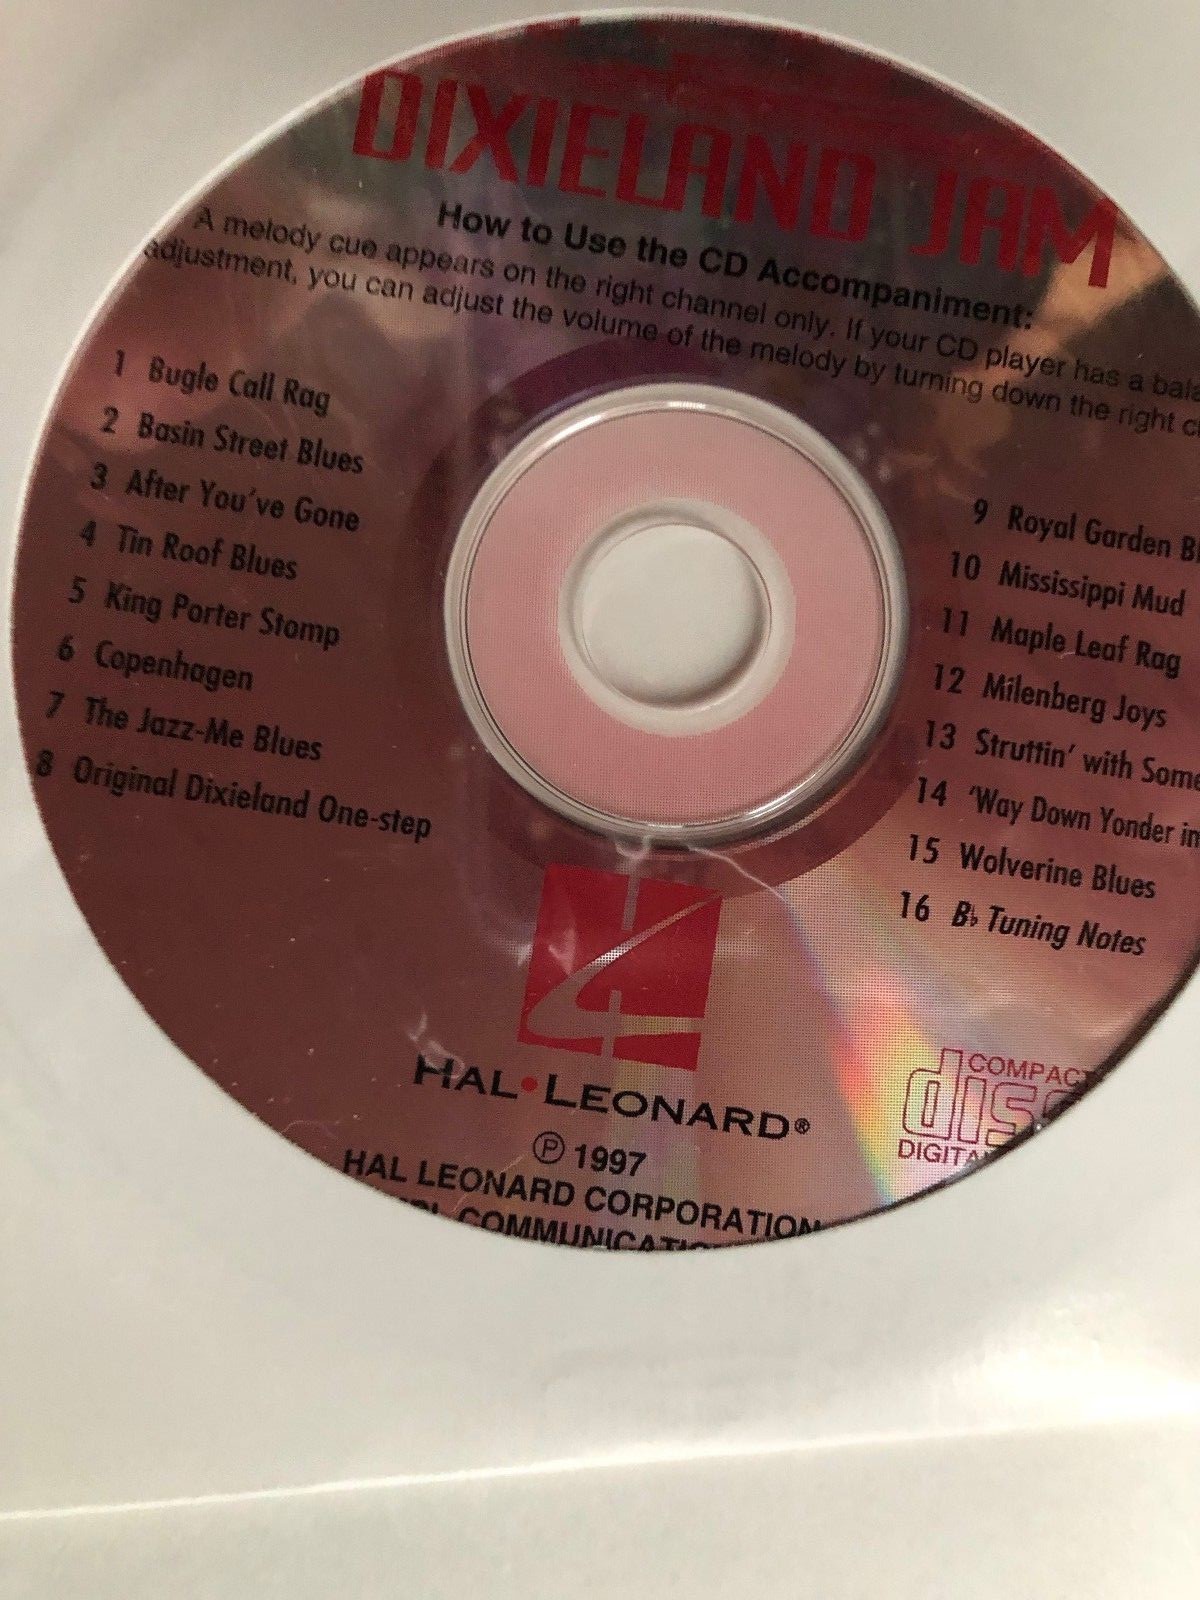 DIXIELAND JAM
How to Use the CD Accompaniment:
A melody cue appears on the right channel only. If your CD player has a
adjustment, you can adjust the volume of the melody by turning down the right
1 Bugle Call Rag
2 Basin Street Blues
3 After You've Gone
4 Tin Roof Blues
5 King Porter Stomp
6 Copenhagen
7 The Jazz-Me Blues
8 Original Dixieland One-step
9 Royal Garden
10 Mississippi Mud
11 Maple Leaf Rag
12 Milenberg Joys
13 Struttin' with
14 'Way Down Yonder in
15 Wolverine Blues
16 B♭ Tuning Notes
HAL•LEONARD®
℗ 1997
HAL LEONARD CORPORATION
COMPACT
disc